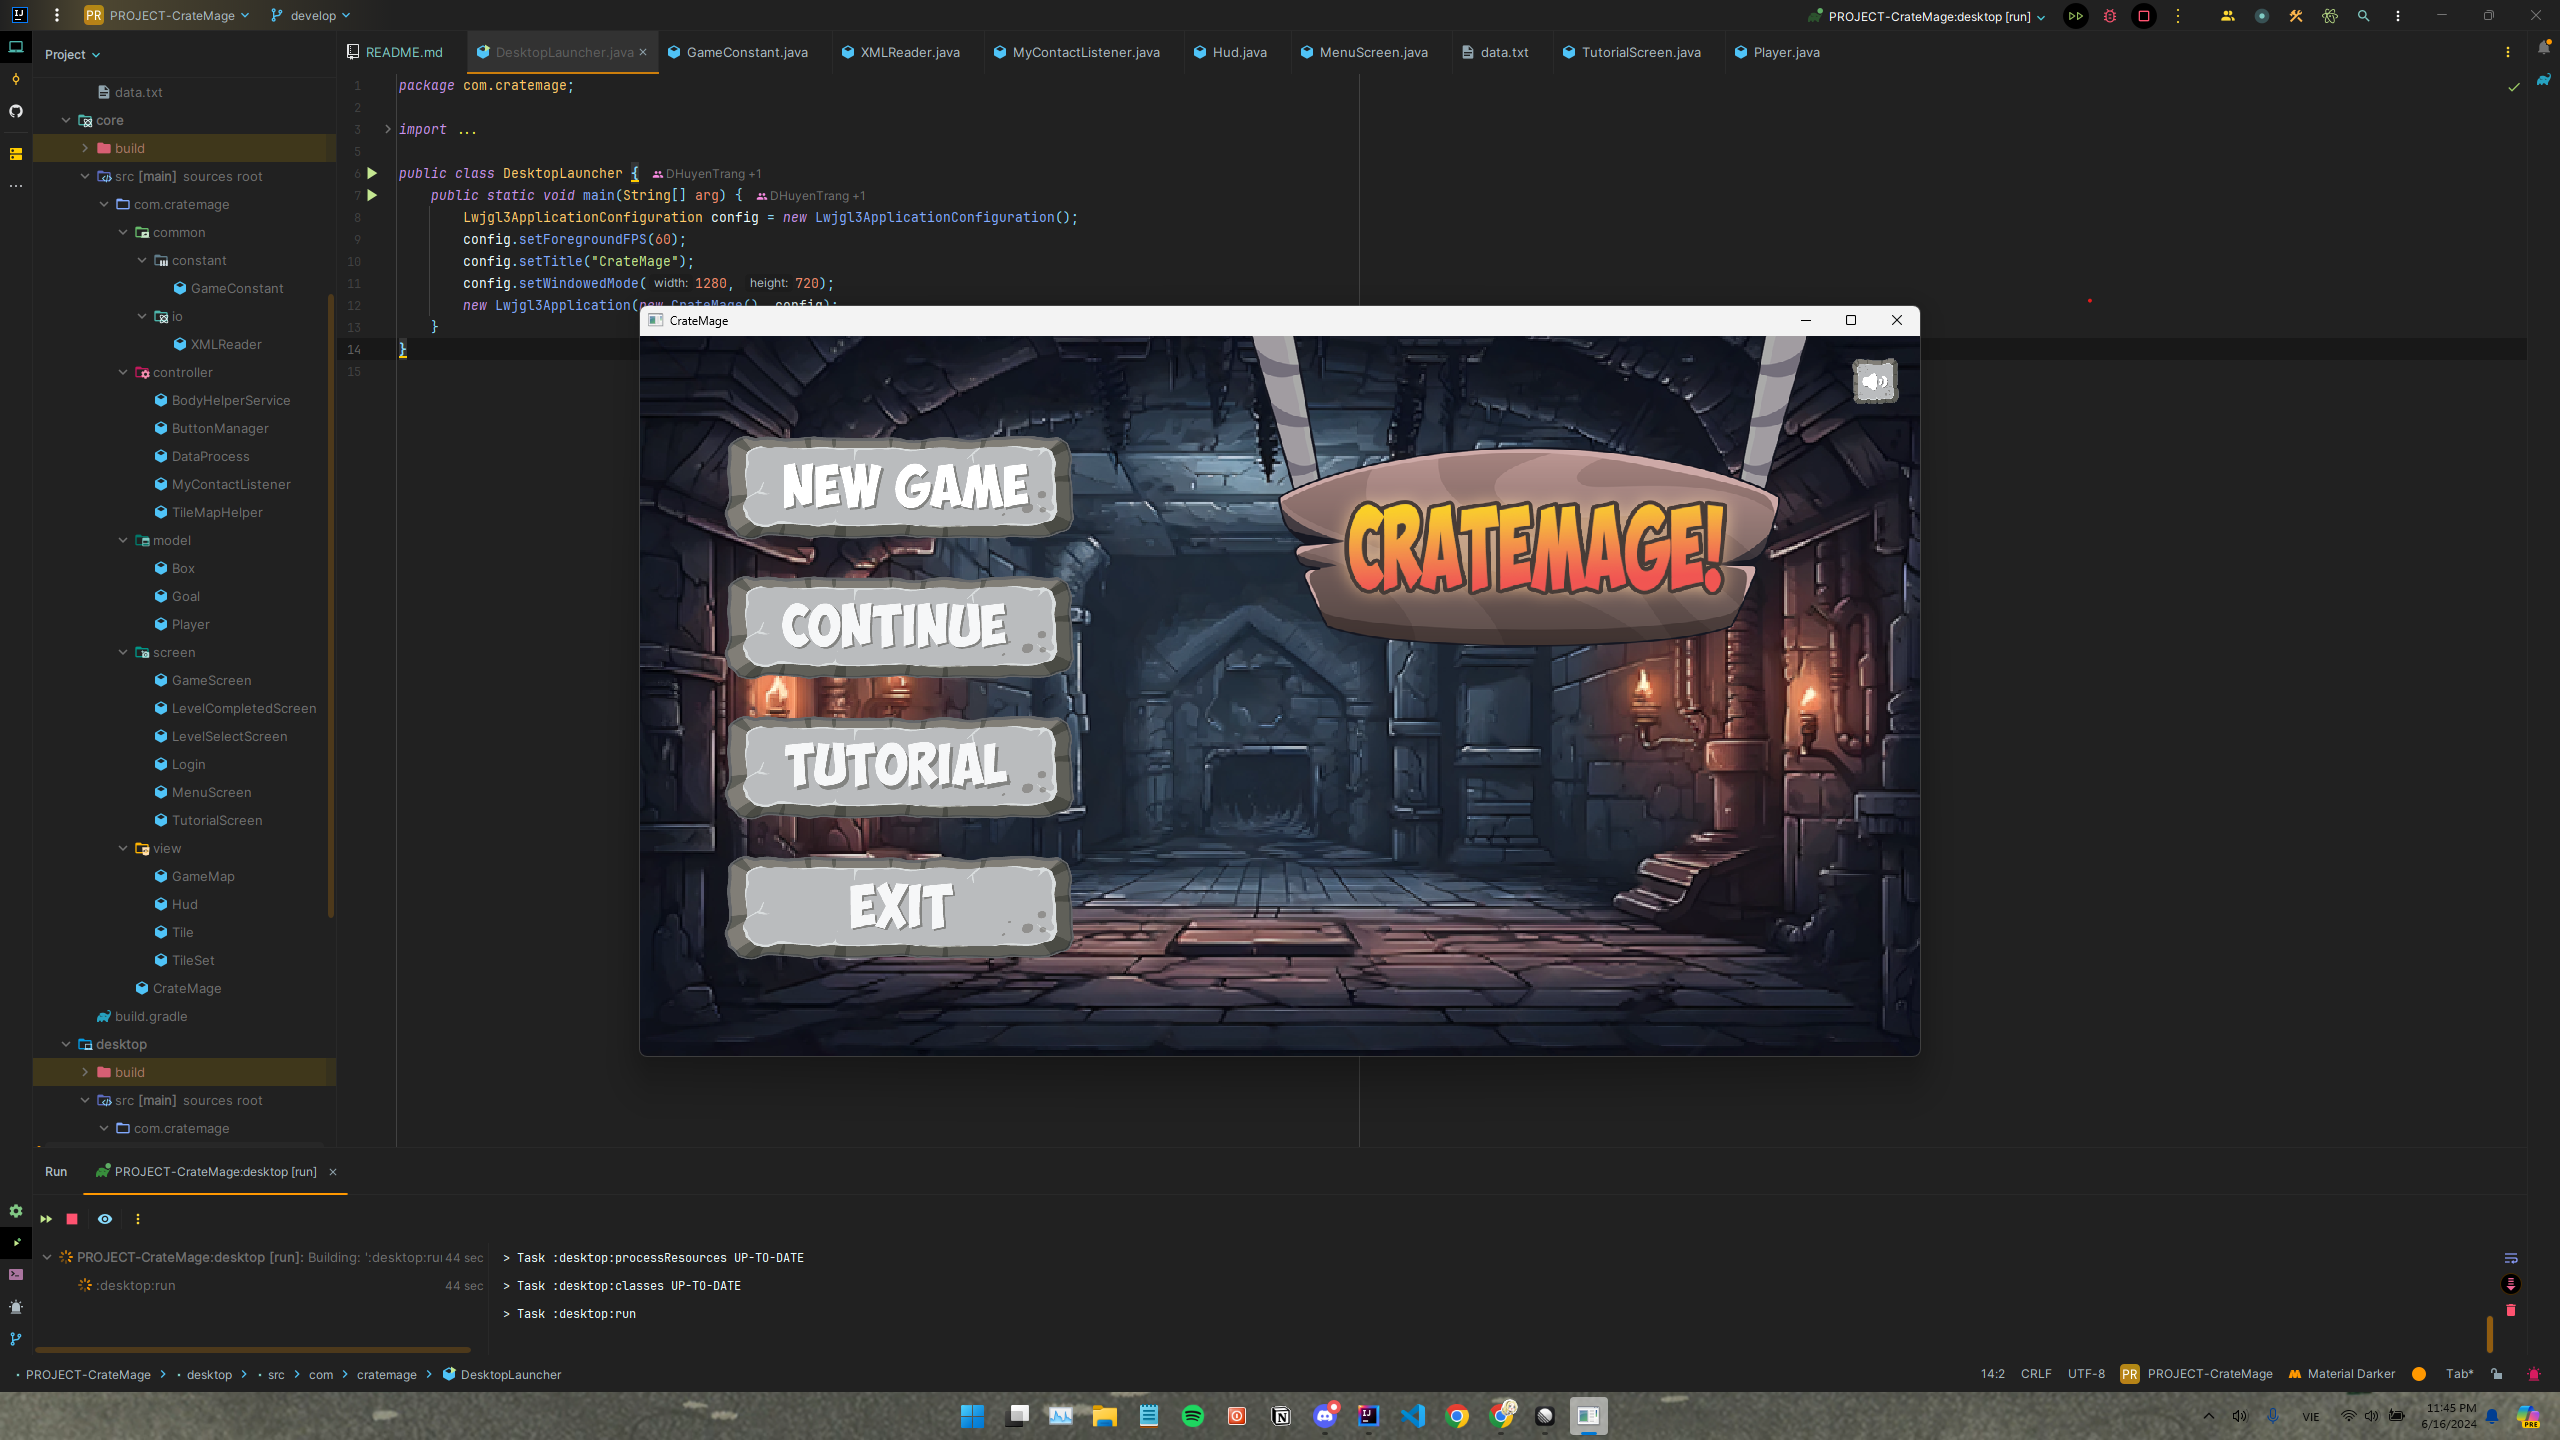 PR PROJECT-CrateMage develop PROJECT-CrateMage:desktop [run]
Project README.md DesktopLauncher.java GameConstant.java XMLReader.java MyContactListener.java Hud.java MenuScreen.java data.txt TutorialScreen.java Player.java
data.txt
core
build
src [main] sources root
com.cratemage
common
constant
GameConstant
io
XMLReader
controller
BodyHelperService
ButtonManager
DataProcess
MyContactListener
TileMapHelper
model
Box
Goal
Player
screen
GameScreen
LevelCompletedScreen
LevelSelectScreen
Login
MenuScreen
TutorialScreen
view
GameMap
Hud
Tile
TileSet
CrateMage
build.gradle
desktop
build
src [main] sources root
com.cratemage
1 package com.cratemage;
2
3 import ...
5
6 public class DesktopLauncher { DHuyenTrang +1
7 public static void main(String[] arg) { DHuyenTrang +1
8 Lwjgl3ApplicationConfiguration config = new Lwjgl3ApplicationConfiguration();
9 config.setForegroundFPS(60);
10 config.setTitle("CrateMage");
11 config.setWindowedMode( width: 1280, height: 720);
12 new Lwjgl3Application(new CrateMage(), config);
13 }
14 }
15
CrateMage
NEW GAME
CONTINUE
TUTORIAL
EXIT
CRATEMAGE!
Run PROJECT-CrateMage:desktop [run]
PROJECT-CrateMage:desktop [run]: Building: ':desktop:ru 44 sec
:desktop:run 44 sec
> Task :desktop:processResources UP-TO-DATE
> Task :desktop:classes UP-TO-DATE
> Task :desktop:run
PROJECT-CrateMage > desktop > src > com > cratemage > DesktopLauncher
14:2 CRLF UTF-8 PR PROJECT-CrateMage Material Darker Tab*
VIE
11:45 PM
6/16/2024
PRE